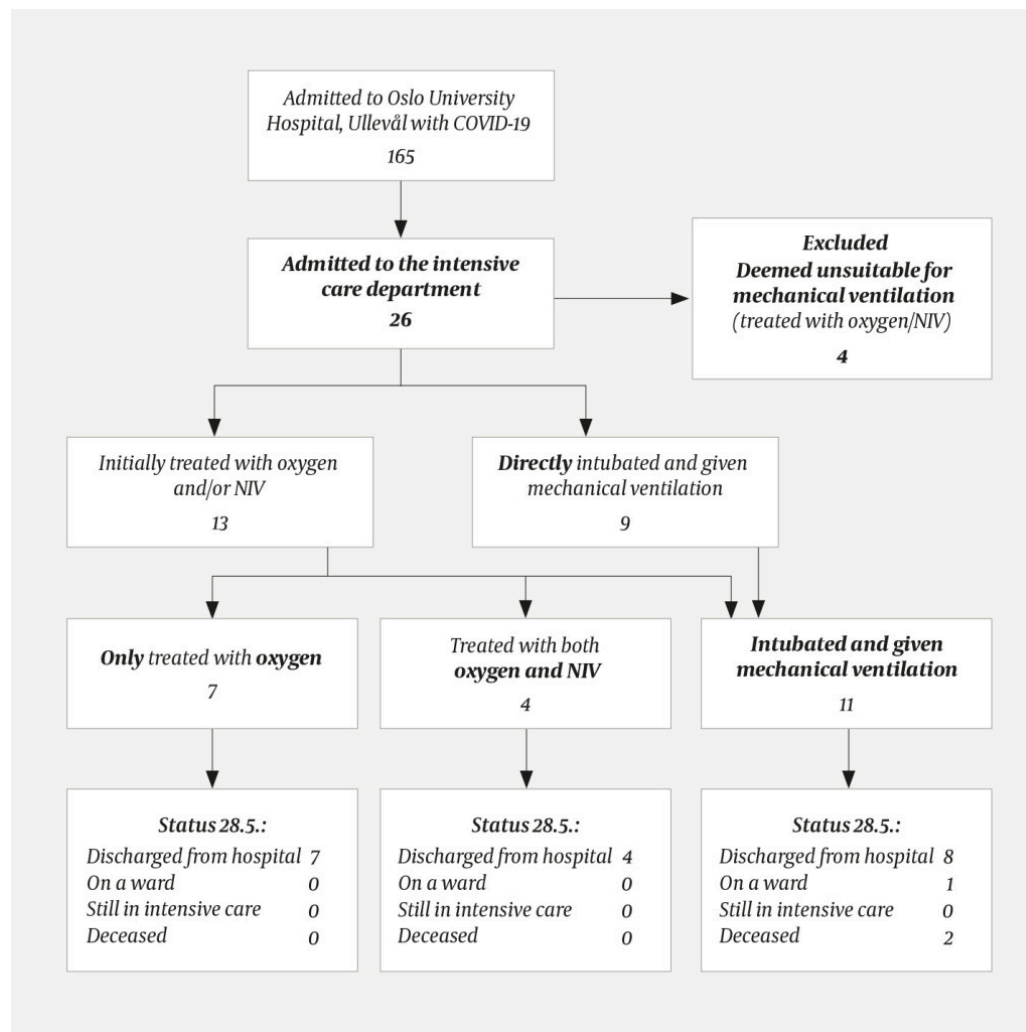 Admitted to Oslo University
Hospital, Ullevål with COVID-19
165
Admitted to the intensive
care department
26
Excluded
Deemed unsuitable for
mechanical ventilation
(treated with oxygen/NIV)
4
Initially treated with oxygen
and/or NIV
13
Directly intubated and given
mechanical ventilation
9
Only treated with oxygen
7
Treated with both
oxygen and NIV
4
Intubated and given
mechanical ventilation
11
Status 28.5.:
Discharged from hospital 7
On a ward 0
Still in intensive care 0
Deceased 0
Status 28.5.:
Discharged from hospital 4
On a ward 0
Still in intensive care 0
Deceased 0
Status 28.5.:
Discharged from hospital 8
On a ward 1
Still in intensive care 0
Deceased 2